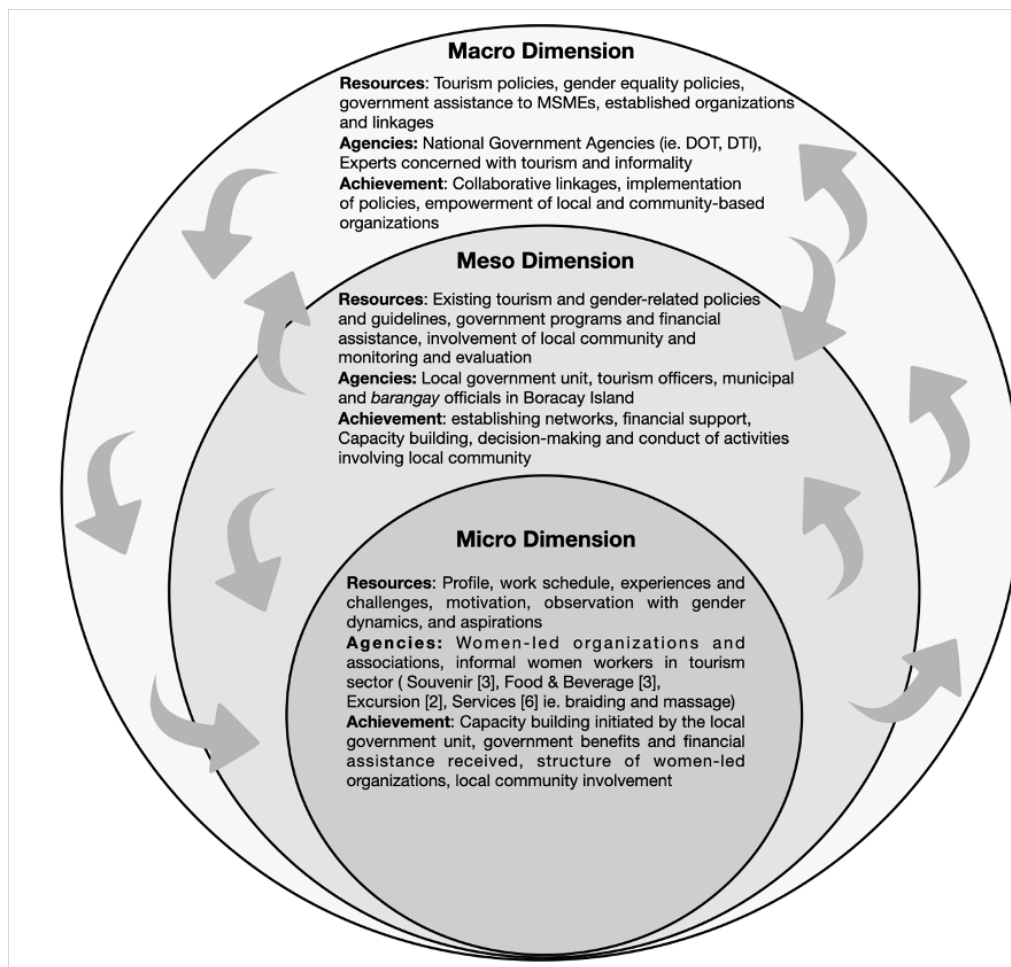 Macro Dimension
Resources: Tourism policies, gender equality policies,
government assistance to MSMEs, established organizations
and linkages
Agencies: National Government Agencies (ie. DOT, DTI),
Experts concerned with tourism and informality
Achievement: Collaborative linkages, implementation
of policies, empowerment of local and community-based
organizations
Meso Dimension
Resources: Existing tourism and gender-related policies
and guidelines, government programs and financial
assistance, involvement of local community and
monitoring and evaluation
Agencies: Local government unit, tourism officers, municipal
and barangay officials in Boracay Island
Achievement: establishing networks, financial support,
Capacity building, decision-making and conduct of activities
involving local community
Micro Dimension
Resources: Profile, work schedule, experiences and
challenges, motivation, observation with gender
dynamics, and aspirations
Agencies: Women-led organizations and
associations, informal women workers in tourism
sector ( Souvenir [3], Food & Beverage [3],
Excursion [2], Services [6] ie. braiding and massage)
Achievement: Capacity building initiated by the local
government unit, government benefits and financial
assistance received, structure of women-led
organizations, local community involvement